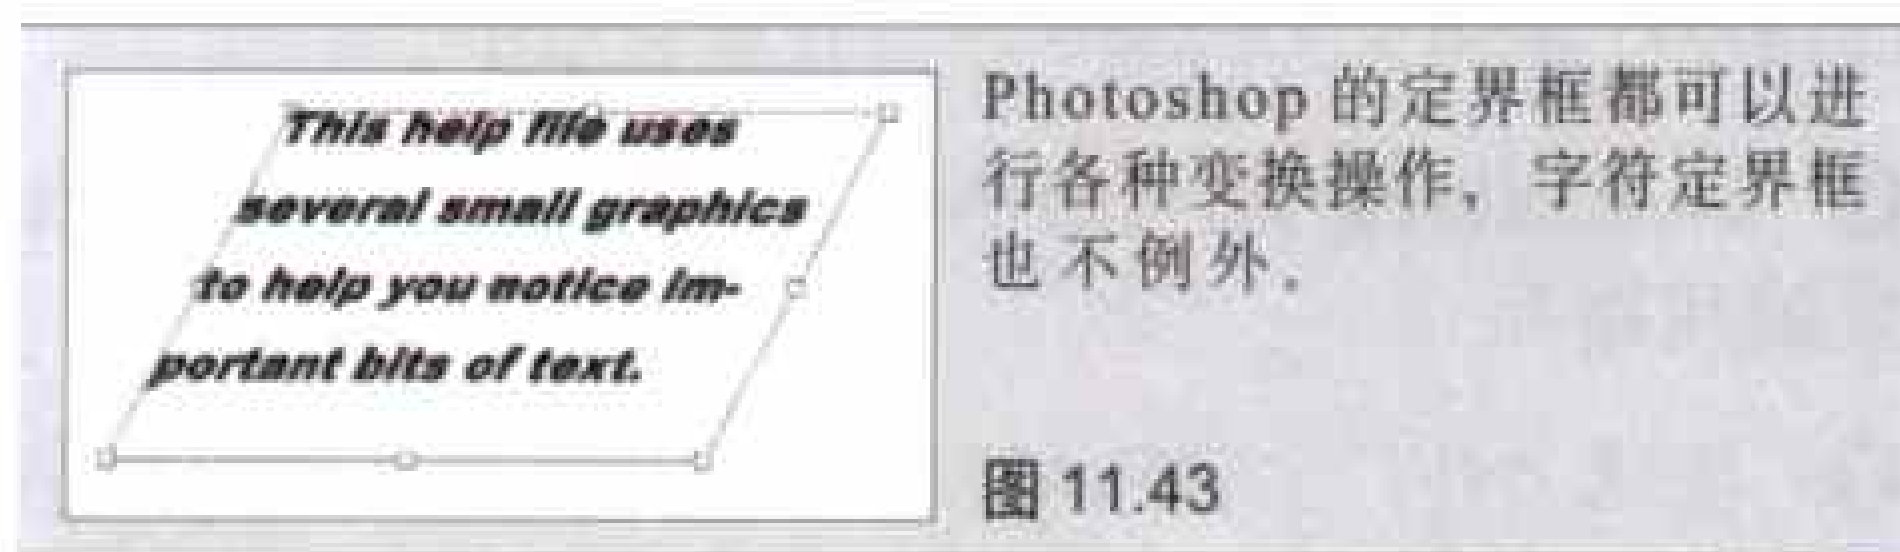 This help file uses
several small graphics
to help you notice im-
portant bits of text.
Photoshop 的定界框都可以进
行各种变换操作，字符定界框
也不例外。
图 11.43